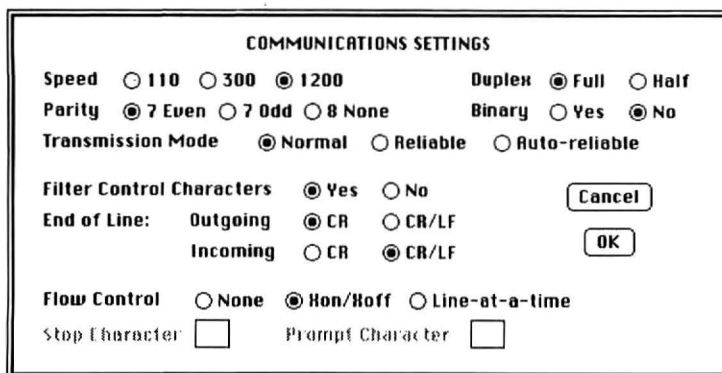 COMMUNICATIONS SETTINGS
Speed 110 300 1200 Duplex Full Half
Parity 7 Even 7 Odd 8 None Binary Yes No
Transmission Mode Normal Reliable Auto-reliable
Filter Control Characters Yes No Cancel
End of Line: Outgoing CR CR/LF
OK
Incoming CR CR/LF
Flow Control None Xon/Xoff Line-at-a-time
Stop Character Prompt Character